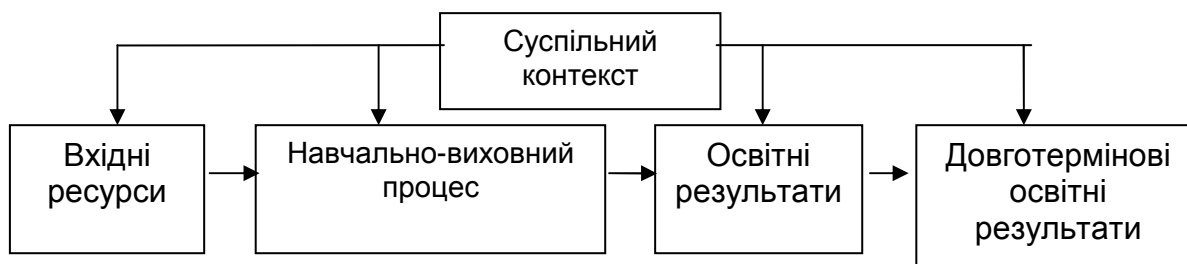 Суспільний
контекст
Вхідні
ресурси
Навчально-виховний
процес
Освітні
результати
Довготермінові
освітні
результати